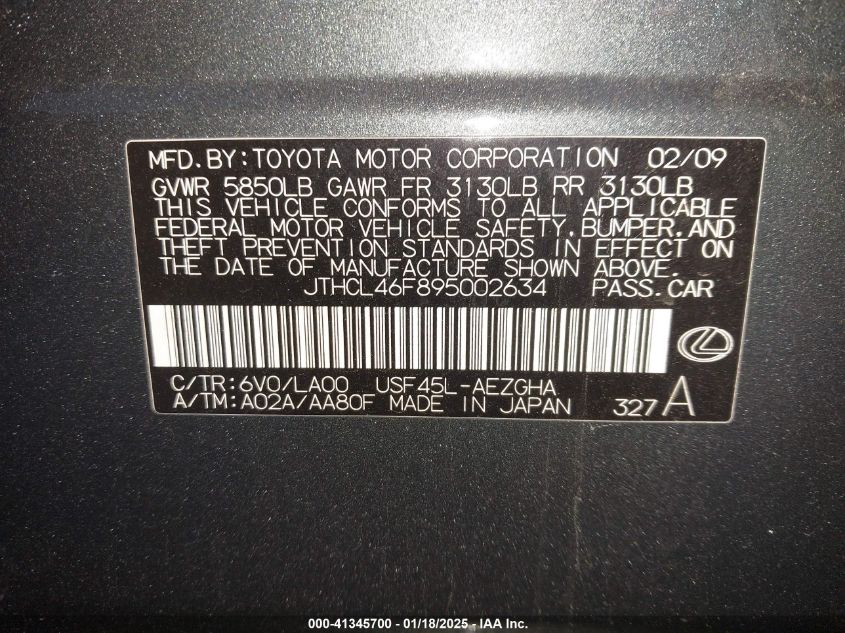 MFD. BY: TOYOTA MOTOR CORPORATION 02/09
GVWR 5850LB GAWR FR 3130LB RR 3130LB
THIS VEHICLE CONFORMS TO ALL APPLICABLE
FEDERAL MOTOR VEHICLE SAFETY, BUMPER, AND
THEFT PREVENTION STANDARDS IN EFFECT ON
THE DATE OF MANUFACTURE SHOWN ABOVE.
JTHCL46F895002634 PASS. CAR
C/TR: 6V0/LA00 USF45L-AEZGHA
A/TM: A02A/AA80F MADE IN JAPAN 327 A
000-41345700 - 01/18/2025 - IAA Inc.